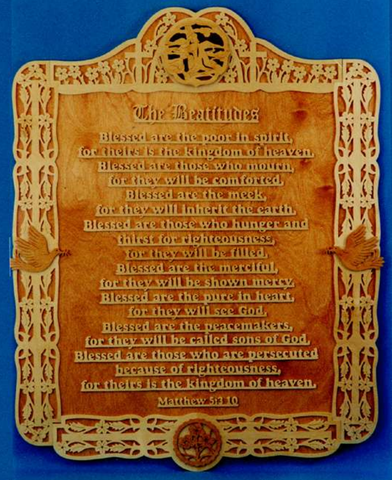 The Beatitudes
Blessed are the poor in spirit,
for theirs is the kingdom of heaven.
Blessed are those who mourn,
for they will be comforted.
Blessed are the meek
for they will inherit the earth.
Blessed are those who hunger and
thirst for righteousness,
for they will be filled.
Blessed are the merciful,
for they will be shown mercy.
Blessed are the pure in heart,
for they will see God.
Blessed are the peacemakers,
for they will be called sons of God.
Blessed are those who are persecuted
because of righteousness,
for theirs is the kingdom of heaven.
Matthew 5:3 10